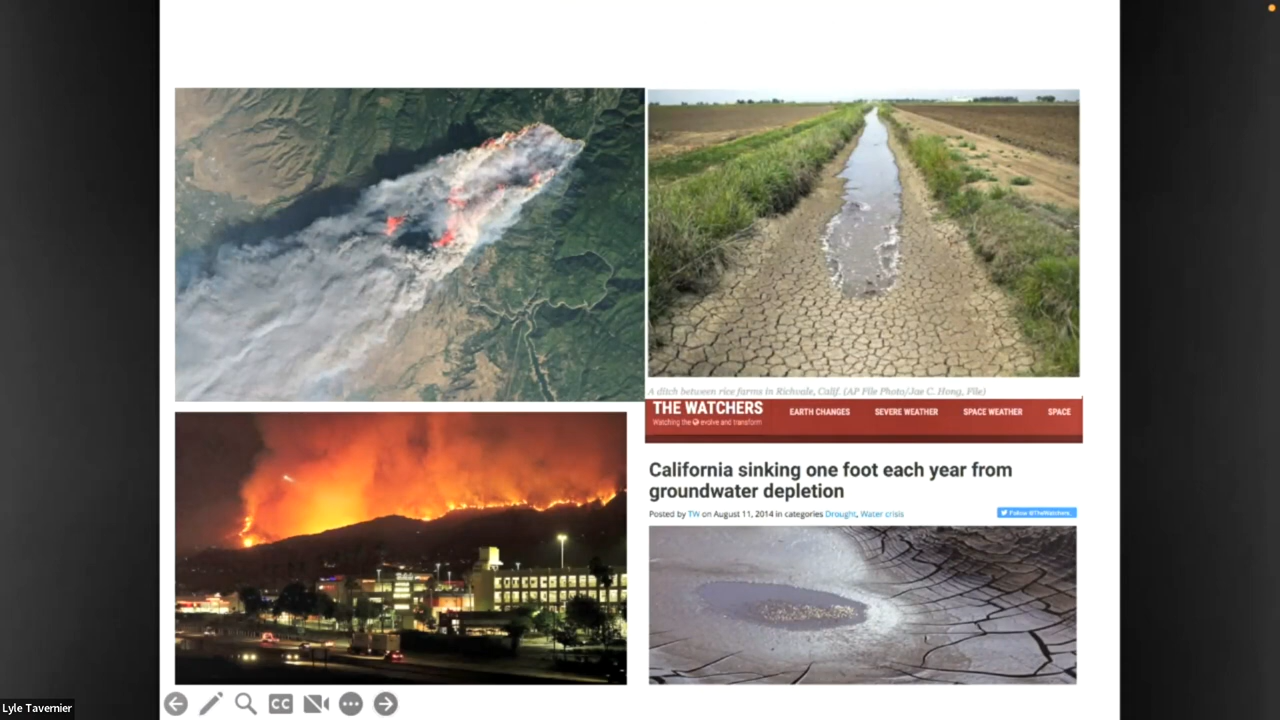 A ditch between rice farms in Richvale, Calif. (AP File Photo/Jae C. Hong, File)
THE WATCHERS
EARTH CHANGES
SEVERE WEATHER
SPACE WEATHER
SPACE
Watching the evolve and transform
California sinking one foot each year from
groundwater depletion
Posted by TW on August 11, 2014 in categories Drought, Water crisis
Follow @TheWatchers_
CC
Lyle Tavernier